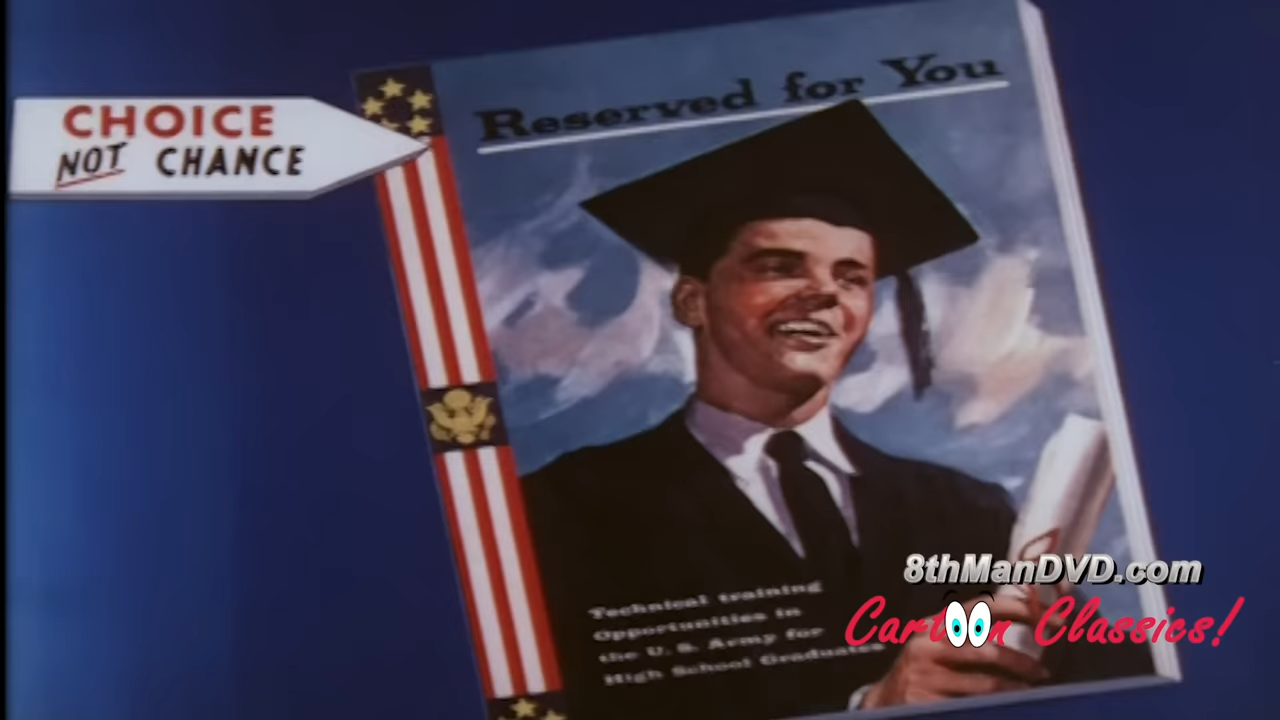 CHOICE
NOT CHANCE
Reserved for You
Technical training
Opportunities in
the U. S. Army for
High School Graduates
8thManDVD.com
Cartoon Classics!